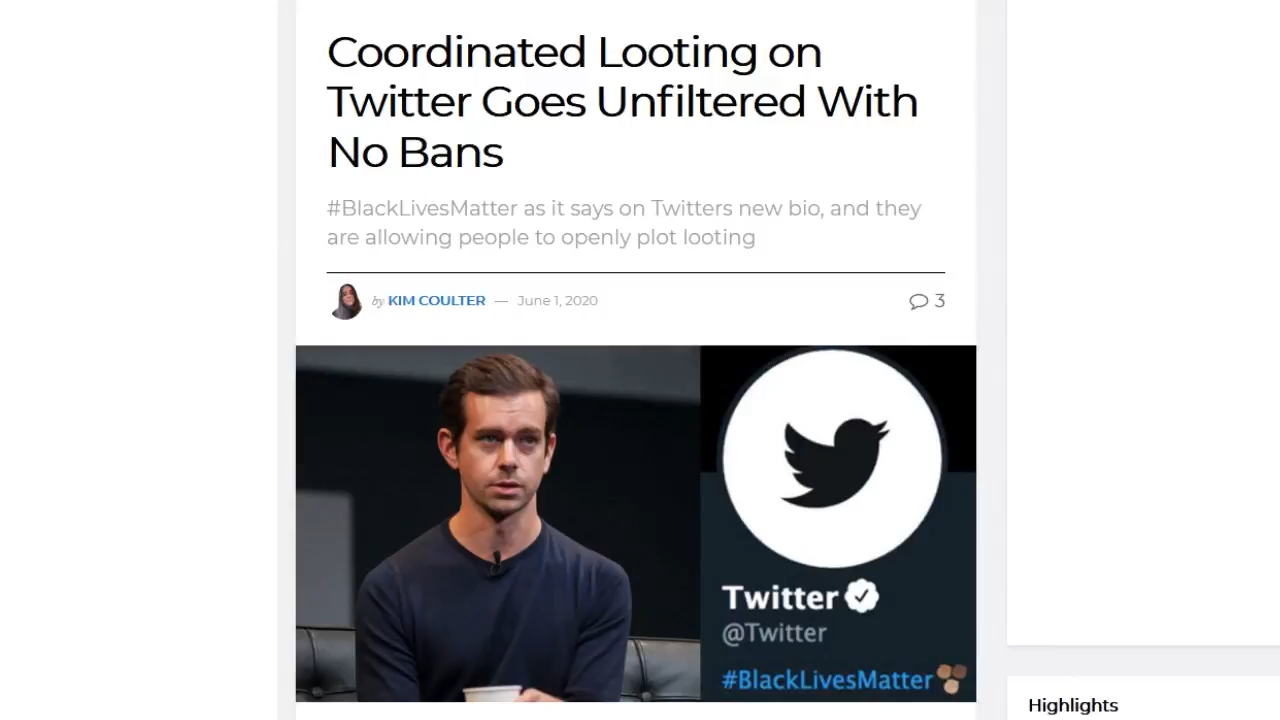 Coordinated Looting on
Twitter Goes Unfiltered With
No Bans
#BlackLivesMatter as it says on Twitters new bio, and they
are allowing people to openly plot looting
by KIM COULTER — June 1, 2020
3
Twitter
@Twitter
#BlackLivesMatter
Highlights